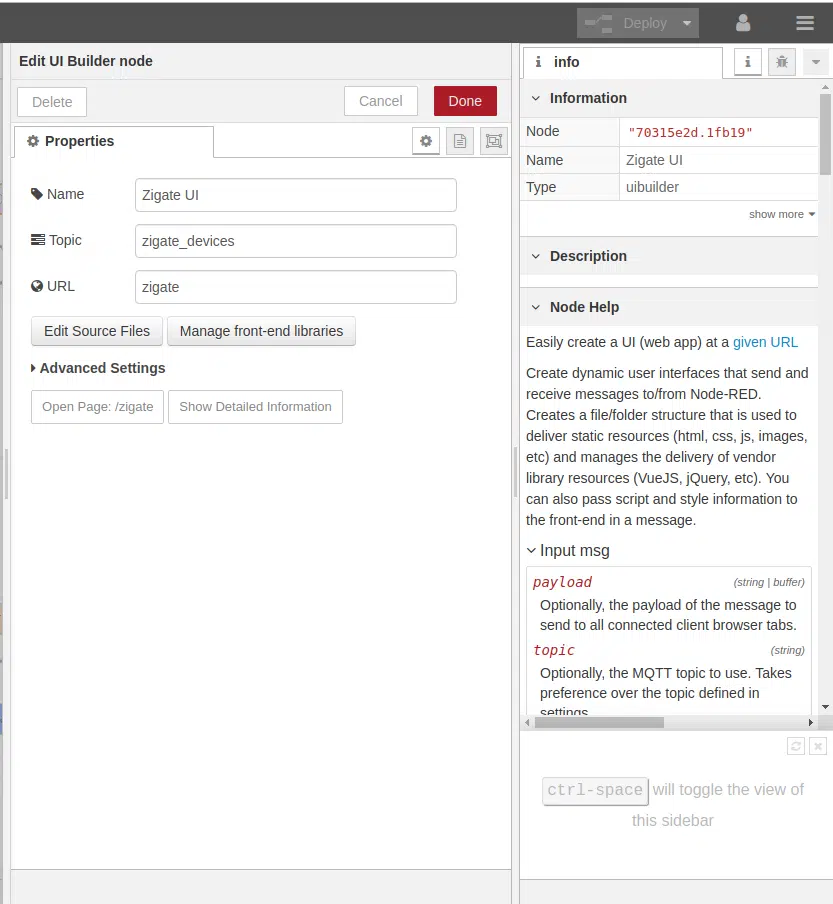 Deploy
Edit UI Builder node
Delete
Cancel
Done
Properties
Name
Zigate UI
Topic
zigate_devices
URL
zigate
Edit Source Files
Manage front-end libraries
Advanced Settings
Open Page: /zigate
Show Detailed Information
info
Information
Node "70315e2d.1fb19"
Name Zigate UI
Type uibuilder
show more
Description
Node Help
Easily create a UI (web app) at a given URL
Create dynamic user interfaces that send and
receive messages to/from Node-RED.
Creates a file/folder structure that is used to
deliver static resources (html, css, js, images,
etc) and manages the delivery of vendor
library resources (VueJS, jQuery, etc). You
can also pass script and style information to
the front-end in a message.
Input msg
payload (string | buffer)
Optionally, the payload of the message to
send to all connected client browser tabs.
topic (string)
Optionally, the MQTT topic to use. Takes
preference over the topic defined in
settings
ctrl-space will toggle the view of
this sidebar